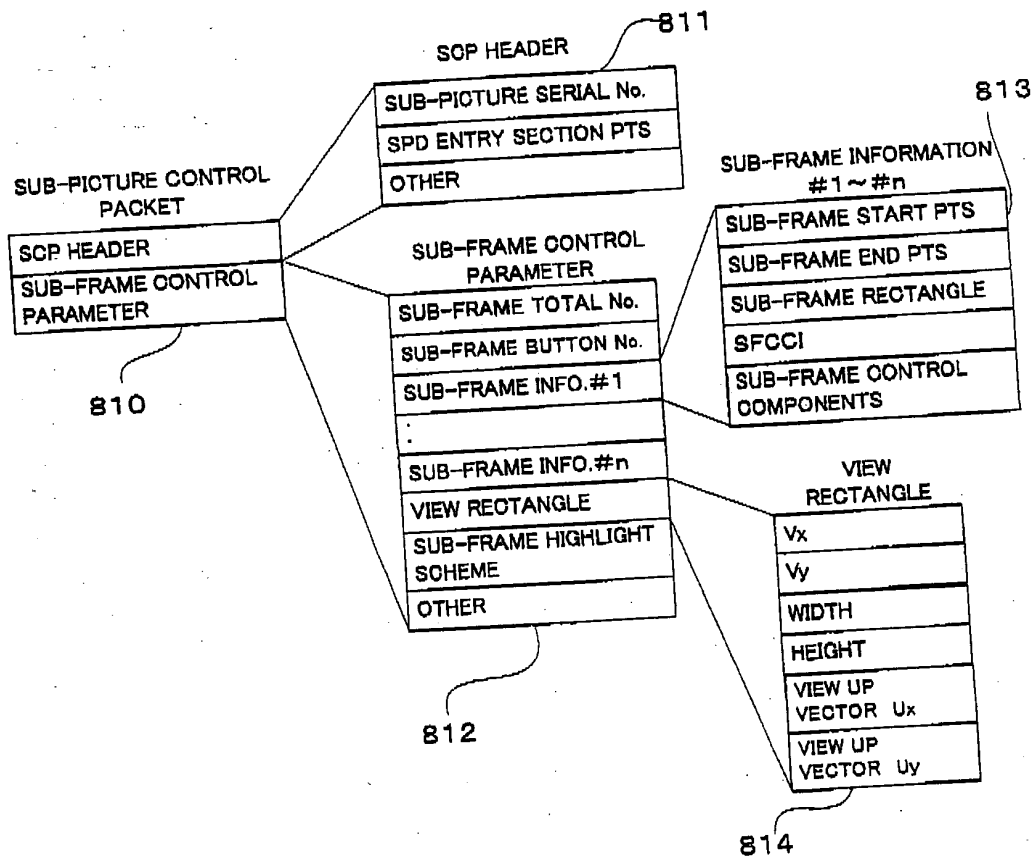 811
SCP HEADER
SUB-PICTURE SERIAL No.
SPD ENTRY SECTION PTS
OTHER
813
SUB-FRAME INFORMATION
#1~#n
SUB-FRAME START PTS
SUB-FRAME END PTS
SUB-FRAME RECTANGLE
SFCCI
SUB-FRAME CONTROL
COMPONENTS
SUB-PICTURE CONTROL
PACKET
SCP HEADER
SUB-FRAME CONTROL
PARAMETER
810
SUB-FRAME CONTROL
PARAMETER
SUB-FRAME TOTAL No.
SUB-FRAME BUTTON No.
SUB-FRAME INFO.#1
:
SUB-FRAME INFO.#n
VIEW RECTANGLE
SUB-FRAME HIGHLIGHT
SCHEME
OTHER
812
VIEW
RECTANGLE
Vx
Vy
WIDTH
HEIGHT
VIEW UP
VECTOR Ux
VIEW UP
VECTOR Uy
814